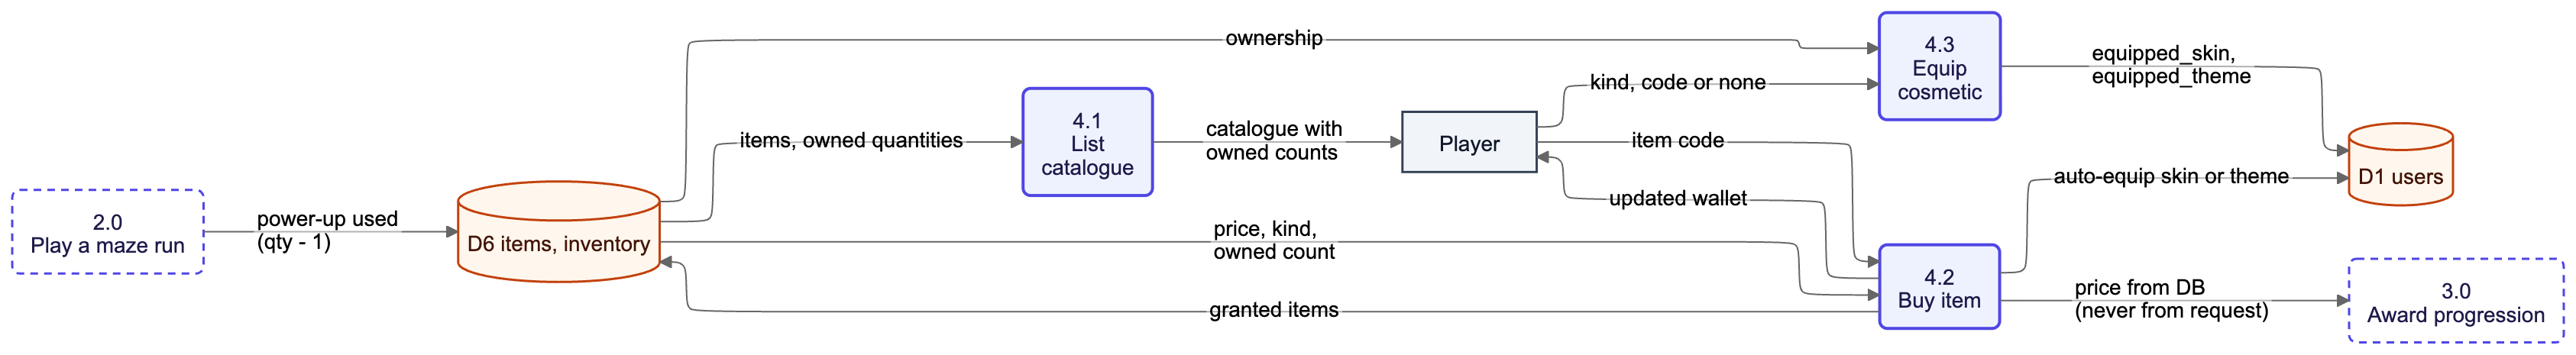 2.0
Play a maze run
power-up used
(qty - 1)
D6 items, inventory
ownership
items, owned quantities
4.1
List
catalogue
catalogue with
owned counts
Player
kind, code or none
item code
updated wallet
price, kind,
owned count
granted items
4.3
Equip
cosmetic
equipped_skin,
equipped_theme
D1 users
auto-equip skin or theme
4.2
Buy item
price from DB
(never from request)
3.0
Award progression